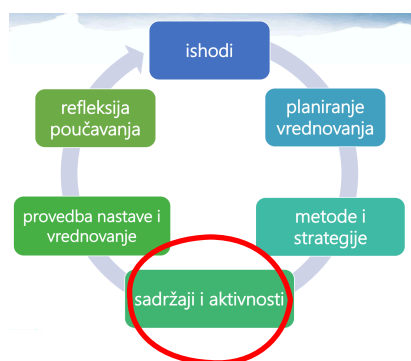 ishodi
planiranje
vrednovanja
metode i
strategije
sadržaji i aktivnosti
provedba nastave i
vrednovanje
refleksija
poučavanja